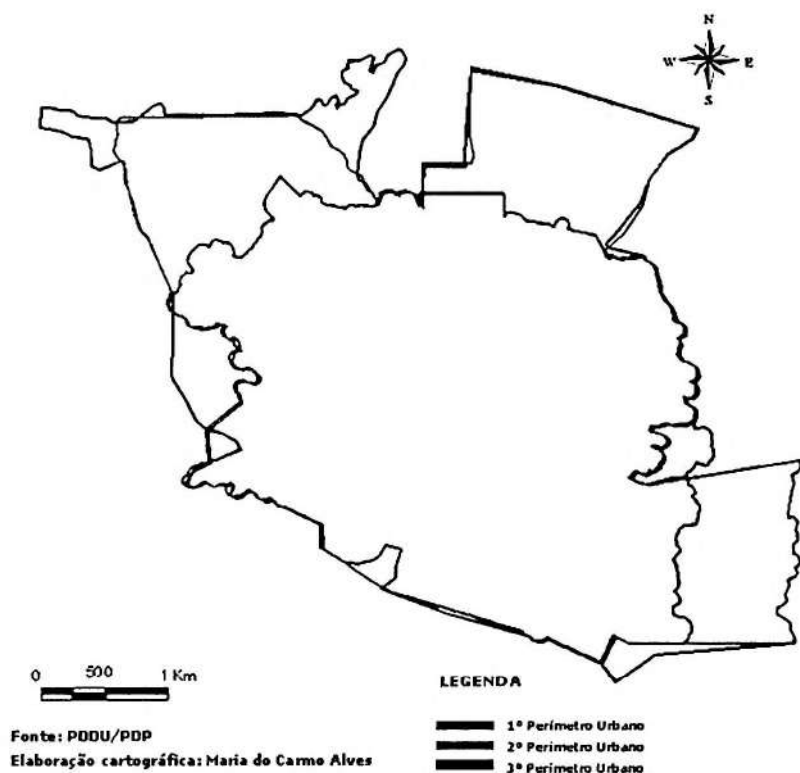 N
W E
S
0 500 1 Km
LEGENDA
1º Perímetro Urbano
2º Perímetro Urbano
3º Perímetro Urbano
Fonte: PDDU/PDP
Elaboração cartográfica: Maria do Carmo Alves